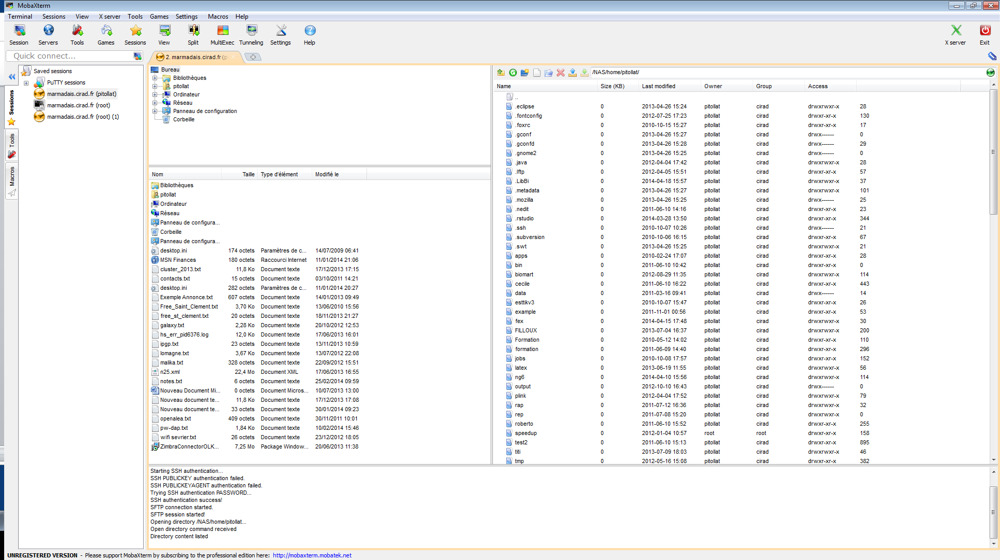 MobaXterm
Terminal Sessions View X server Tools Games Settings Macros Help
Session Servers Tools Games Sessions View Split MultiExec Tunneling Settings Help X server Exit
Quick connect...
2. marmadais.cirad.fr (p
Sessions
Tools
Macros
Saved sessions
PuTTY sessions
marmadais.cirad.fr (pitollat)
marmadais.cirad.fr (root)
marmadais.cirad.fr (root) (1)
Bureau
Bibliothèques
pitollat
Ordinateur
Réseau
Panneau de configuration
Corbeille
Nom Taille Type d'élément Modifié le
Bibliothèques
pitollat
Ordinateur
Réseau
Panneau de configura...
Corbeille
Panneau de configura...
desktop.ini 174 octets Paramètres de c... 14/07/2009 06:41
MSN Finances 180 octets Raccourci Internet 11/01/2014 21:06
cluster_2013.txt 11,8 Ko Document texte 17/12/2013 17:15
contacts.txt 15 octets Document texte 03/10/2011 14:21
desktop.ini 282 octets Paramètres de c... 11/01/2014 20:27
Exemple Annonce.txt 607 octets Document texte 14/01/2013 09:49
Free_Saint_Clement.txt 3,70 Ko Document texte 13/06/2010 15:56
free_st_clement.txt 20 octets Document texte 18/11/2013 21:27
galaxy.txt 2,28 Ko Document texte 20/10/2012 12:53
hs_err_pid6376.log 12,0 Ko Document texte 17/06/2013 16:01
ipgp.txt 23 octets Document texte 13/11/2013 10:59
lomagne.txt 3,67 Ko Document texte 13/07/2012 22:08
malika.txt 328 octets Document texte 22/09/2012 15:51
n25.xml 22,4 Mo Document XML 17/06/2013 16:55
notes.txt 6 octets Document texte 25/02/2014 09:59
Nouveau Document Mi... 0 octets Document Micros... 10/07/2013 13:00
Nouveau document te... 11,8 Ko Document texte 17/12/2013 17:08
Nouveau document te... 33 octets Document texte 30/01/2014 09:23
openalea.txt 409 octets Document texte 30/11/2011 10:01
pw-dap.txt 1,84 Ko Document texte 10/02/2014 15:46
wifi sevrier.txt 26 octets Document texte 23/12/2012 18:05
ZimbraConnectorOLK... 7,25 Mo Package Window... 20/06/2013 11:38
/NAS/home/pitollat/
Name Size (KB) Last modified Owner Group Access
..
.eclipse 0 2013-04-26 15:24 pitollat cirad drwxrwxr-x 28
.fontconfig 0 2012-07-25 17:23 pitollat cirad drwxr-xr-x 130
.foxrc 0 2010-10-15 15:27 pitollat cirad drwxr-xr-x 17
.gconf 0 2013-04-26 15:27 pitollat cirad drwx------ 0
.gconfd 0 2013-04-26 15:28 pitollat cirad drwx------ 29
.gnome2 0 2013-04-26 15:25 pitollat cirad drwx------ 0
.java 0 2012-04-04 17:42 pitollat cirad drwxrwxr-x 28
.lftp 0 2012-04-05 15:51 pitollat cirad drwxr-xr-x 57
.LibBi 0 2014-04-18 15:57 pitollat cirad drwxrwxr-x 37
.metadata 0 2013-04-26 15:27 pitollat cirad drwxrwxr-x 101
.mozilla 0 2013-04-26 15:25 pitollat cirad drwx------ 25
.nedit 0 2011-06-10 14:16 pitollat cirad drwxr-xr-x 23
.rstudio 0 2014-03-28 13:50 pitollat cirad drwxr-xr-x 344
.ssh 0 2010-10-07 10:26 pitollat cirad drwx------ 21
.subversion 0 2010-10-06 16:15 pitollat cirad drwxr-xr-x 67
.swt 0 2013-04-26 15:25 pitollat cirad drwxrwxr-x 21
apps 0 2010-02-24 17:07 pitollat cirad drwxr-xr-x 28
bin 0 2011-06-10 10:42 pitollat cirad drwxr-xr-x 0
biomart 0 2012-08-29 11:35 pitollat cirad drwxrwxr-x 114
cecile 0 2011-06-10 16:22 pitollat cirad drwxr-xr-x 443
data 0 2011-03-16 09:41 pitollat cirad drwx------ 14
esttikv3 0 2010-10-07 15:47 pitollat cirad drwxr-xr-x 26
example 0 2011-11-01 00:56 pitollat cirad drwxr-xr-x 53
fex 0 2014-04-15 17:48 pitollat cirad drwxrwxr-x 30
FILLOUX 0 2013-07-04 16:37 pitollat cirad drwxrwxr-x 200
Formation 0 2010-05-12 14:02 pitollat cirad drwxr-xr-x 110
formation 0 2011-06-09 14:40 pitollat cirad drwxr-xr-x 296
jobs 0 2010-10-08 17:57 pitollat cirad drwxr-xr-x 152
latex 0 2013-06-19 11:55 pitollat cirad drwxrwxr-x 56
ng6 0 2014-04-10 15:56 pitollat cirad drwxrwxr-x 114
output 0 2012-10-10 16:43 pitollat cirad drwx------ 0
plink 0 2012-04-04 17:52 pitollat cirad drwxrwxr-x 79
rap 0 2011-07-12 16:36 pitollat cirad drwxrwxr-x 32
rep 0 2011-07-08 15:20 pitollat cirad drwxrwxr-x 0
roberto 0 2011-06-10 15:52 pitollat cirad drwxr-xr-x 255
speedup 0 2012-01-04 10:57 root root drwxr-xr-x 158
test2 0 2011-06-10 15:13 pitollat cirad drwxr-xr-x 895
titi 0 2013-07-09 18:03 pitollat cirad drwxrwxr-x 46
tmp 0 2012-05-16 15:08 pitollat cirad drwxr-xr-x 382
Starting SSH authentication...
SSH PUBLICKEY authentication failed.
SSH PUBLICKEYAGENT authentication failed.
Trying SSH authentication PASSWORD...
SSH authentication success!
SFTP connection started.
SFTP session started!
Opening directory /NAS/home/pitollat...
Open directory command received
Directory content listed
UNREGISTERED VERSION - Please support MobaXterm by subscribing to the professional edition here: http://mobaxterm.mobatek.net